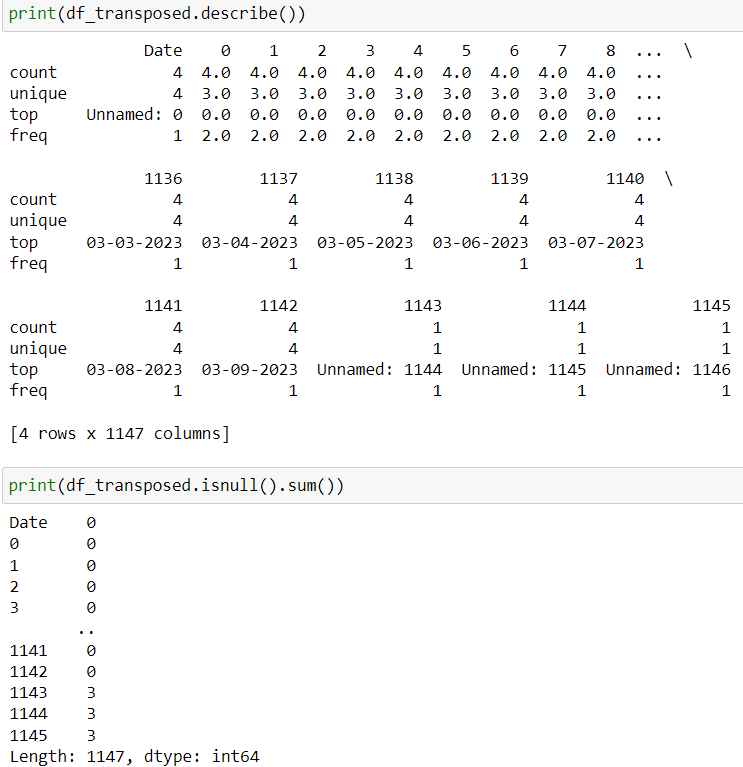 print(df_transposed.describe())
Date 0 1 2 3 4 5 6 7 8 ... \
count 4 4.0 4.0 4.0 4.0 4.0 4.0 4.0 4.0 4.0 ...
unique 4 3.0 3.0 3.0 3.0 3.0 3.0 3.0 3.0 3.0 ...
top Unnamed: 0 0.0 0.0 0.0 0.0 0.0 0.0 0.0 0.0 0.0 ...
freq 1 2.0 2.0 2.0 2.0 2.0 2.0 2.0 2.0 2.0 ...
1136 1137 1138 1139 1140 \
count 4 4 4 4 4
unique 4 4 4 4 4
top 03-03-2023 03-04-2023 03-05-2023 03-06-2023 03-07-2023
freq 1 1 1 1 1
1141 1142 1143 1144 1145
count 4 4 1 1 1
unique 4 4 1 1 1
top 03-08-2023 03-09-2023 Unnamed: 1144 Unnamed: 1145 Unnamed: 1146
freq 1 1 1 1 1
[4 rows x 1147 columns]
print(df_transposed.isnull().sum())
Date 0
0 0
1 0
2 0
3 0
..
1141 0
1142 0
1143 3
1144 3
1145 3
Length: 1147, dtype: int64